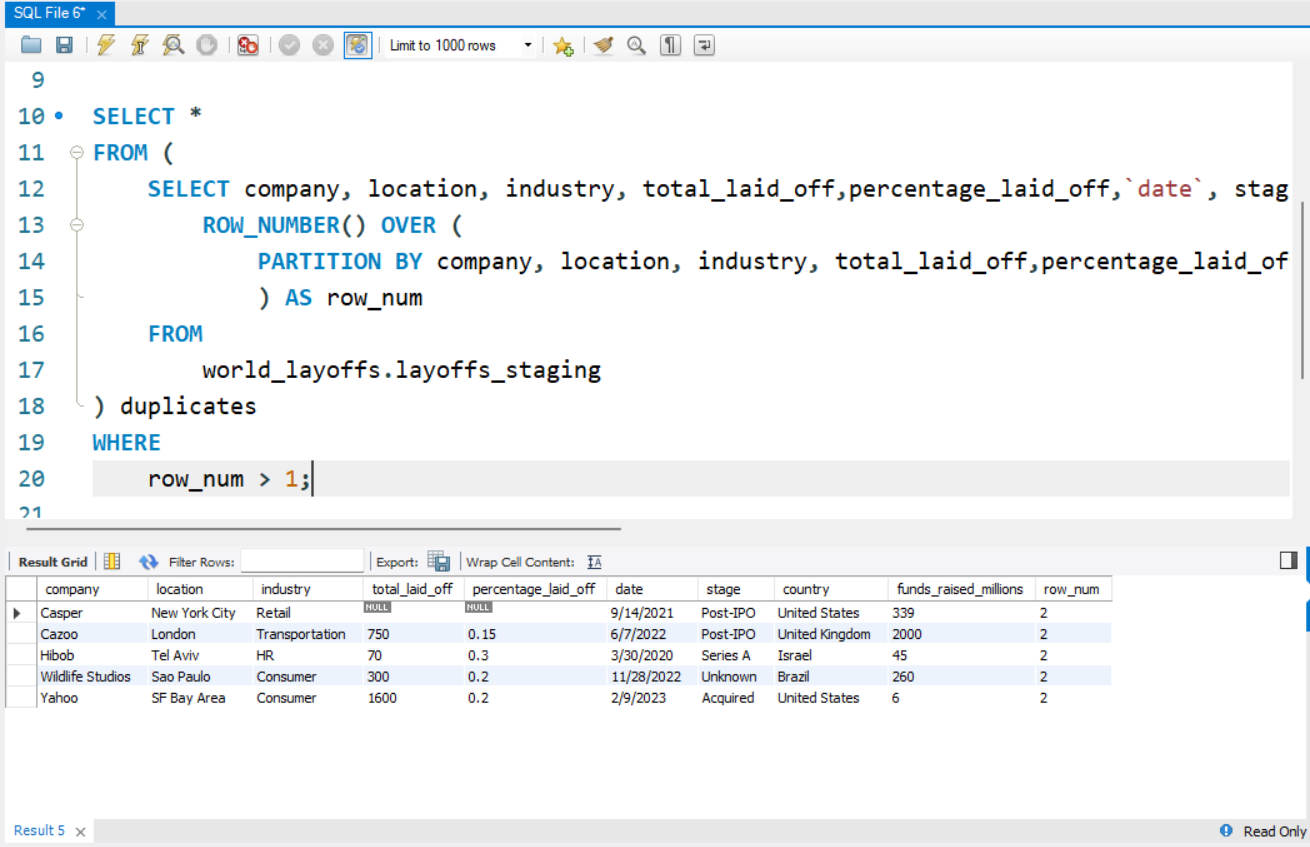 SQL File 6*
Limit to 1000 rows
9
10 SELECT *
11 FROM (
12 SELECT company, location, industry, total_laid_off,percentage_laid_off,`date`, stag
13 ROW_NUMBER() OVER (
14 PARTITION BY company, location, industry, total_laid_off,percentage_laid_of
15 ) AS row_num
16 FROM
17 world_layoffs.layoffs_staging
18 ) duplicates
19 WHERE
20 row_num > 1;
21
Result Grid Filter Rows: Export: Wrap Cell Content:
company location industry total_laid_off percentage_laid_off date stage country funds_raised_millions row_num
Casper New York City Retail NULL NULL 9/14/2021 Post-IPO United States 339 2
Cazoo London Transportation 750 0.15 6/7/2022 Post-IPO United Kingdom 2000 2
Hibob Tel Aviv HR 70 0.3 3/30/2020 Series A Israel 45 2
Wildlife Studios Sao Paulo Consumer 300 0.2 11/28/2022 Unknown Brazil 260 2
Yahoo SF Bay Area Consumer 1600 0.2 2/9/2023 Acquired United States 6 2
Result 5 Read Only